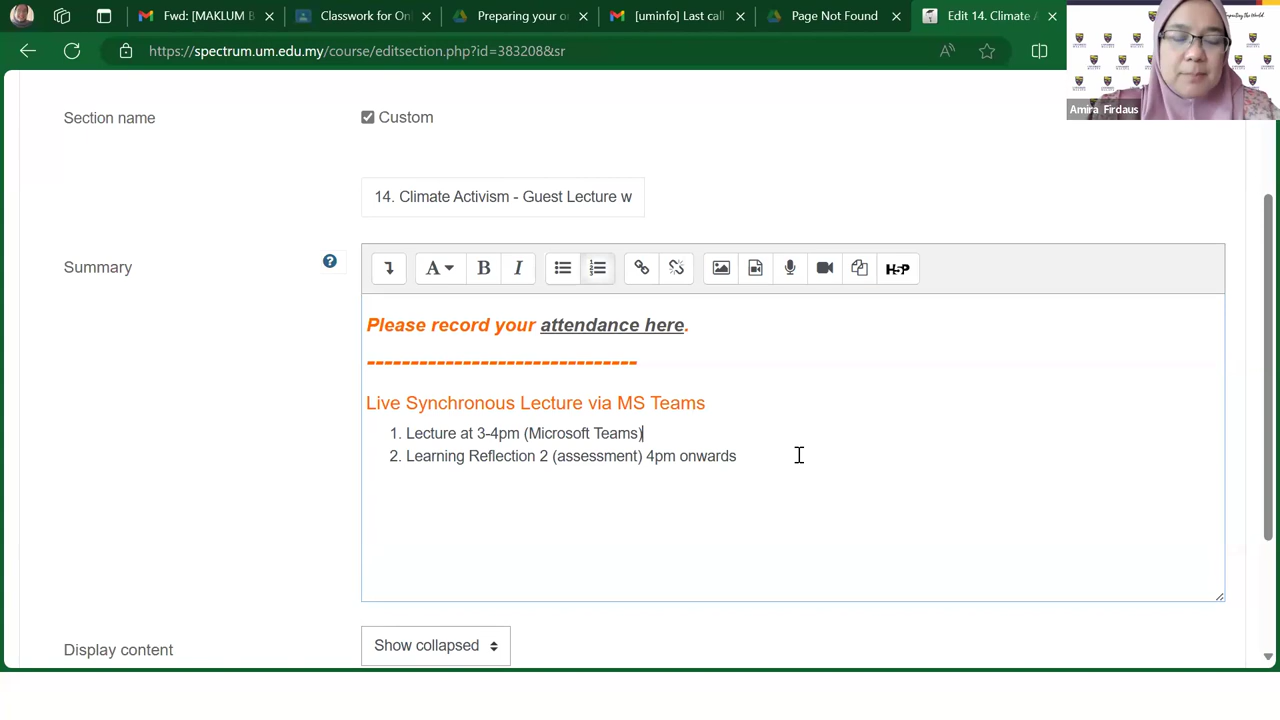 Fwd: [MAKLUM B
Classwork for Onl
Preparing your or
[uminfo] Last call
Page Not Found
Edit 14. Climate A
https://spectrum.um.edu.my/course/editsection.php?id=383208&sr
Amira Firdaus
Section name
Custom
14. Climate Activism - Guest Lecture w
Summary
A
B
I
H5P
Please record your attendance here.
-------------------------------
Live Synchronous Lecture via MS Teams
1. Lecture at 3-4pm (Microsoft Teams)
2. Learning Reflection 2 (assessment) 4pm onwards
Display content
Show collapsed